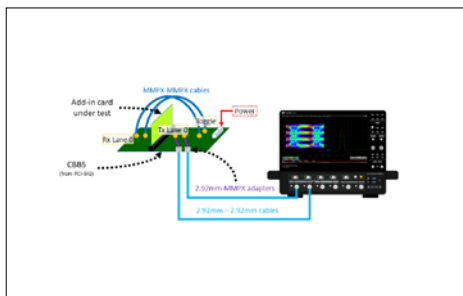 MMPX-MMPX cables
Add-in card
under test
Toggle
Power
Tx Lane 0
Rx Lane 0
CBB5
(from PCI-SIG)
2.92mm-MMPX adapters
2.92mm – 2.92mm cables